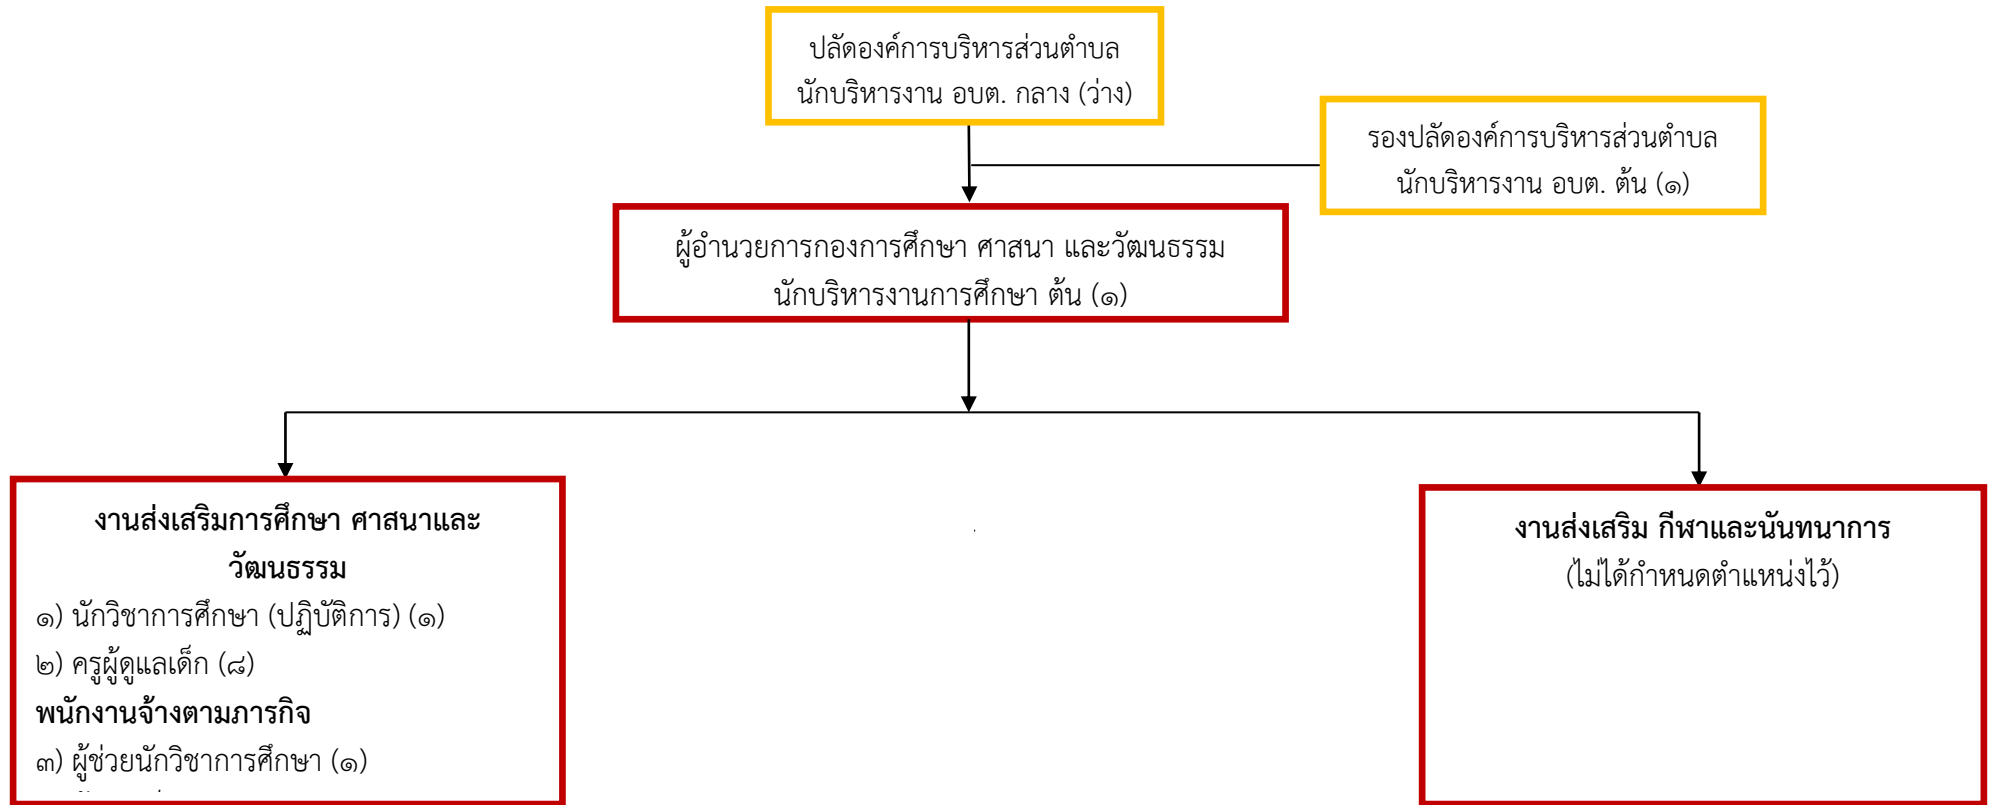 ปลัดองค์การบริหารส่วนตำบล
นักบริหารงาน อบต. กลาง (ว่าง)
รองปลัดองค์การบริหารส่วนตำบล
นักบริหารงาน อบต. ต้น (๑)
ผู้อำนวยการกองการศึกษา ศาสนา และวัฒนธรรม
นักบริหารงานการศึกษา ต้น (๑)
งานส่งเสริมการศึกษา ศาสนาและ
วัฒนธรรม
๑) นักวิชาการศึกษา (ปฏิบัติการ) (๑)
๒) ครูผู้ดูแลเด็ก (๘)
พนักงานจ้างตามภารกิจ
๓) ผู้ช่วยนักวิชาการศึกษา (๑)
งานส่งเสริม กีฬาและนันทนาการ
(ไม่ได้กำหนดตำแหน่งไว้)